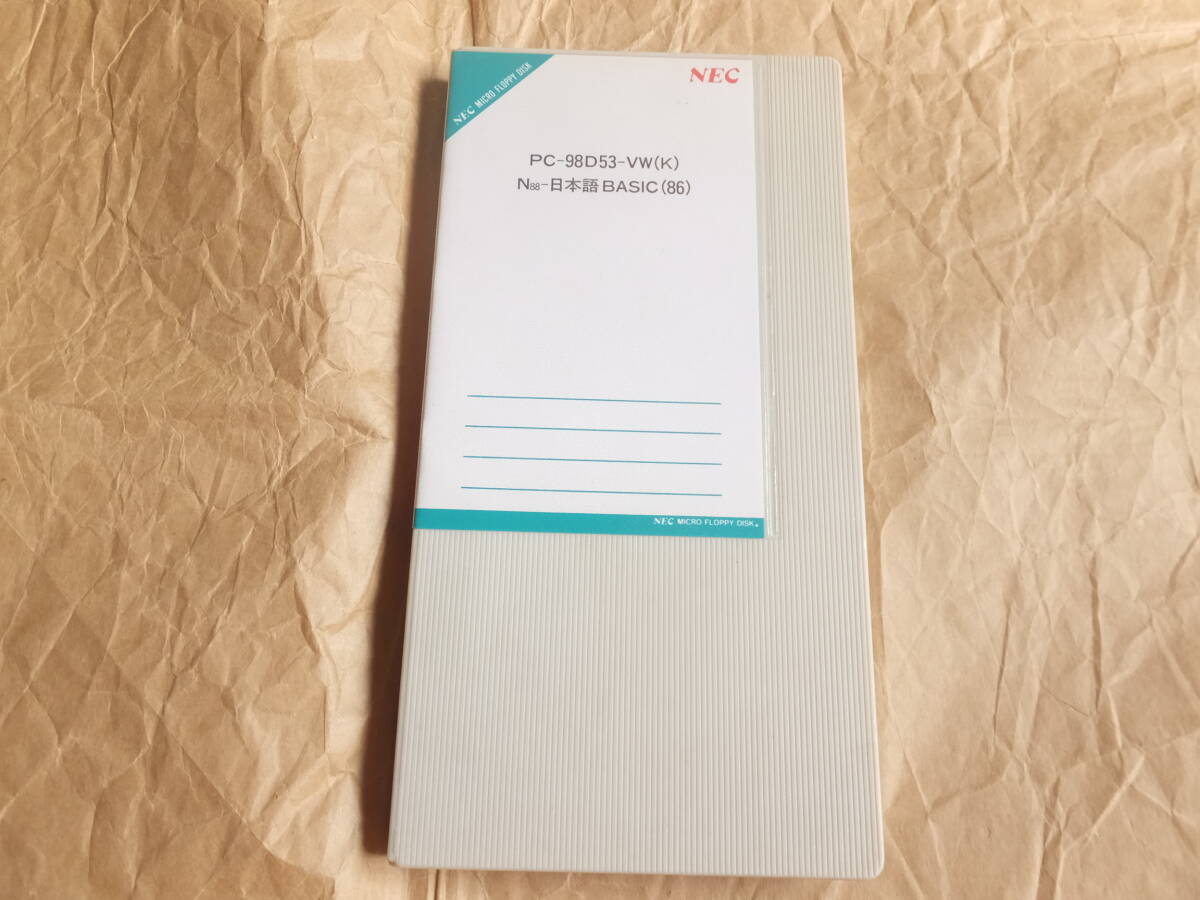 NEC MICRO FLOPPY DISK
NEC
PC-98D53-VW(K)
N88-日本語BASIC(86)
NEC MICRO FLOPPY DISK